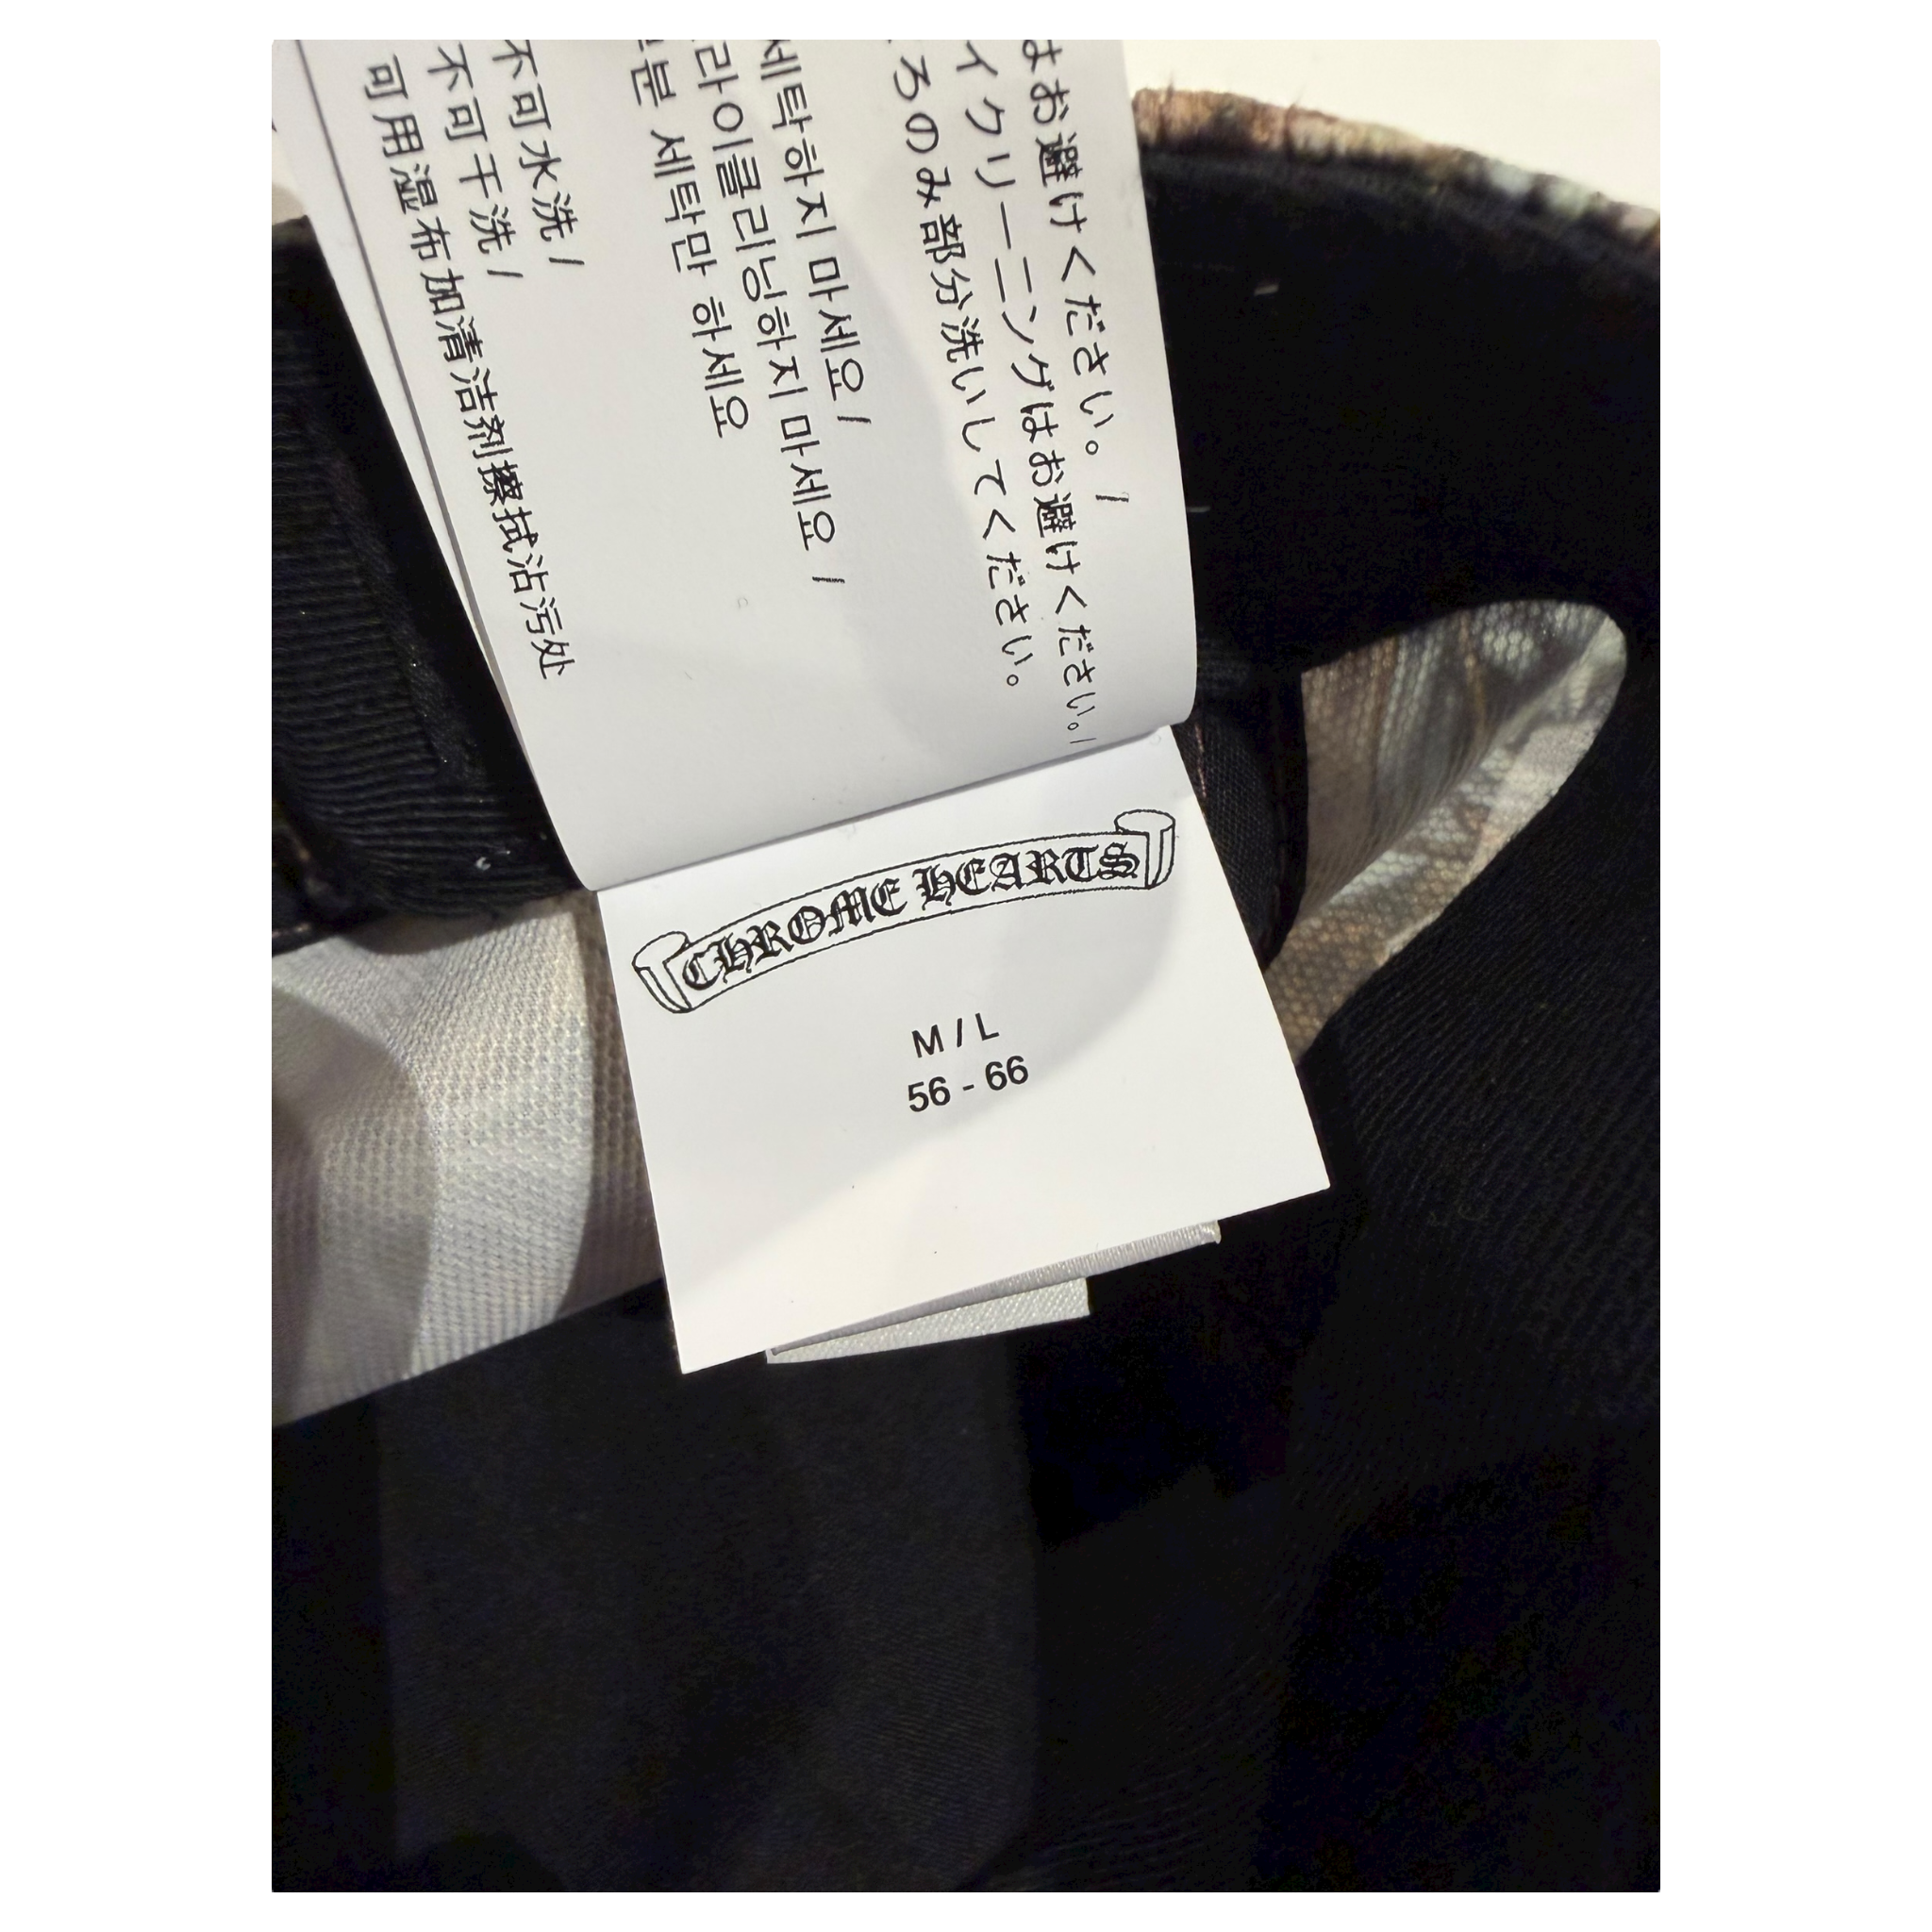 はお避けください。 /
イクリーニングはお避けください。/
ろのみ部分洗いしてください。
세탁하지 마세요 /
라이클리닝하지 마세요 /
분 세탁만 하세요
不可水洗 /
不可干洗 /
可用湿布加清洁剂擦拭沾污处
CHROME HEARTS
M / L
56 - 66